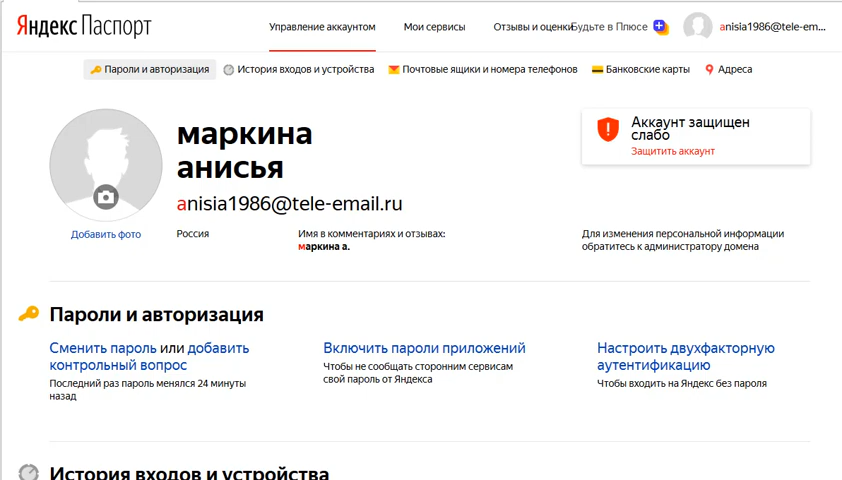 Яндекс Паспорт
Управление аккаунтом
Мои сервисы
Отзывы и оценки
Будьте в Плюсе
anisia1986@tele-em...
Пароли и авторизация
История входов и устройства
Почтовые ящики и номера телефонов
Банковские карты
Адреса
маркина
анисья
anisia1986@tele-email.ru
Аккаунт защищен
слабо
Защитить аккаунт
Добавить фото
Россия
Имя в комментариях и отзывах:
маркина а.
Для изменения персональной информации
обратитесь к администратору домена
Пароли и авторизация
Сменить пароль или добавить
контрольный вопрос
Последний раз пароль менялся 24 минуты
назад
Включить пароли приложений
Чтобы не сообщать сторонним сервисам
свой пароль от Яндекса
Настроить двухфакторную
аутентификацию
Чтобы входить на Яндекс без пароля
История входов и устройства